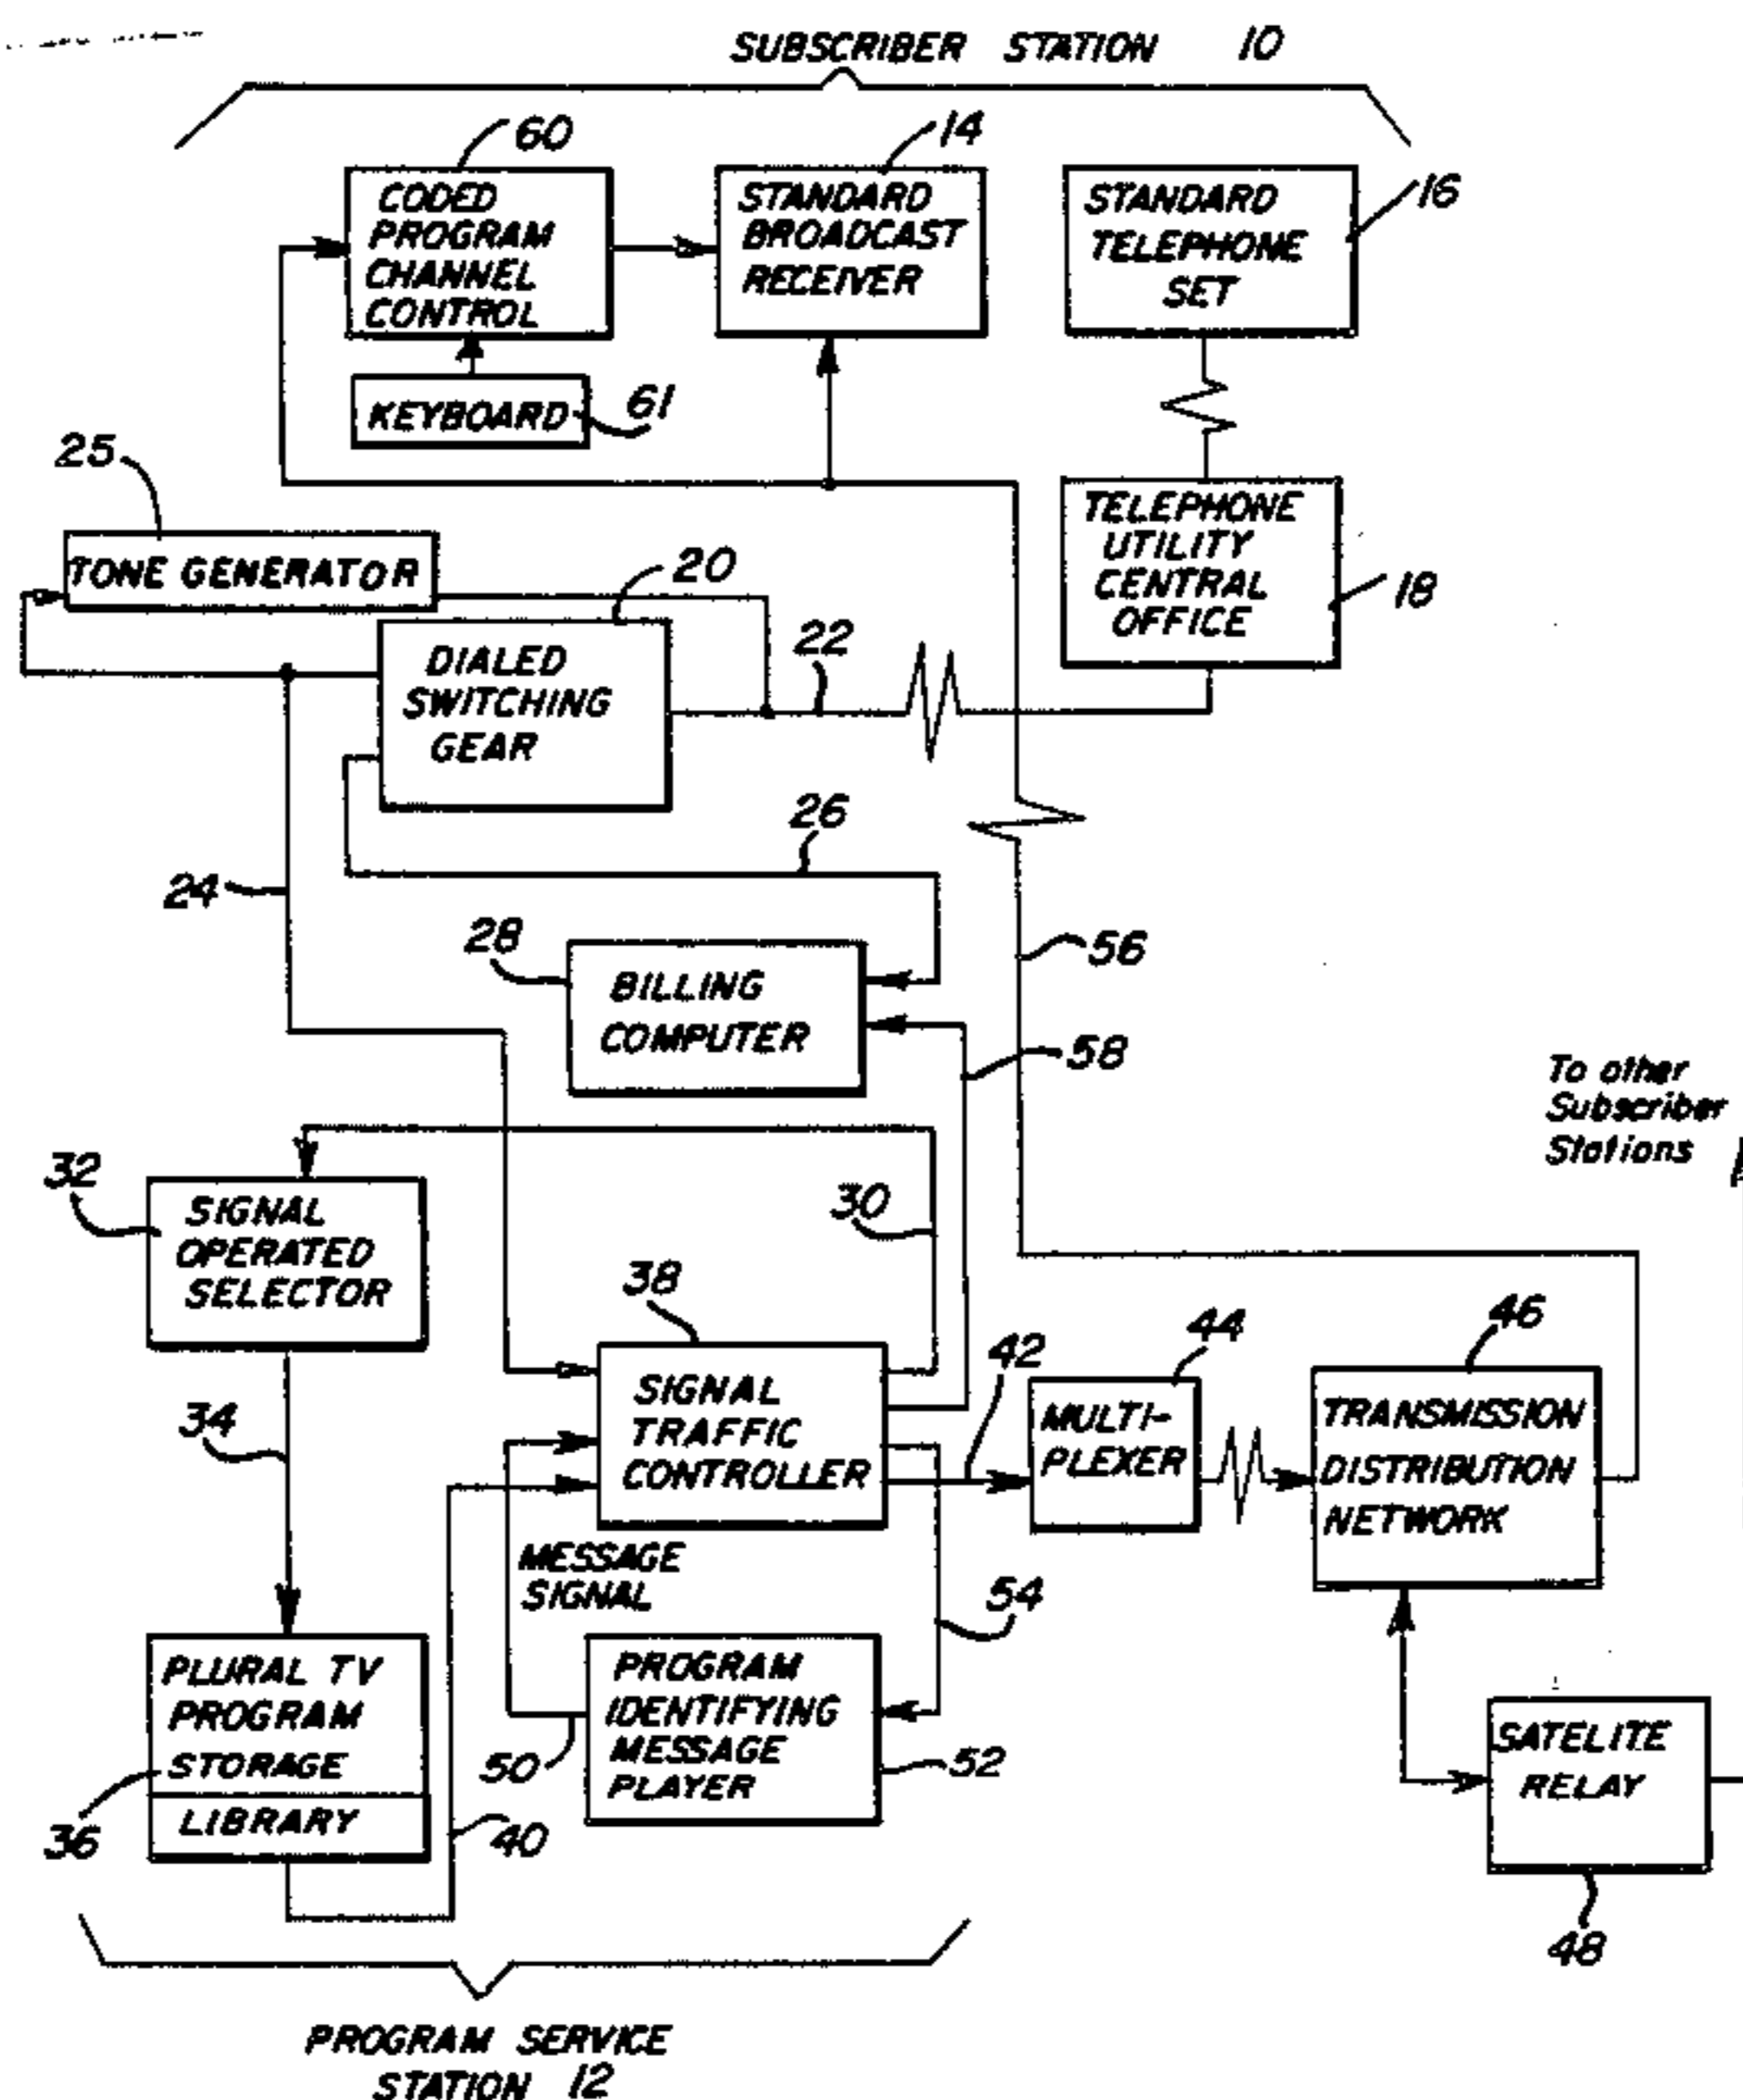 SUBSCRIBER STATION 10
60
14
16
CODED
PROGRAM
CHANNEL
CONTROL
STANDARD
BROADCAST
RECEIVER
STANDARD
TELEPHONE
SET
KEYBOARD
61
25
TONE GENERATOR
20
TELEPHONE
UTILITY
CENTRAL
OFFICE
18
DIALED
SWITCHING
GEAR
22
26
24
28
BILLING
COMPUTER
56
58
To other
Subscriber
Stations
32
SIGNAL
OPERATED
SELECTOR
30
38
SIGNAL
TRAFFIC
CONTROLLER
42
44
MULTI-
PLEXER
46
TRANSMISSION
DISTRIBUTION
NETWORK
34
MESSAGE
SIGNAL
54
PLURAL TV
PROGRAM
STORAGE
LIBRARY
36
40
50
PROGRAM
IDENTIFYING
MESSAGE
PLAYER
52
SATELITE
RELAY
48
PROGRAM SERVICE
STATION 12